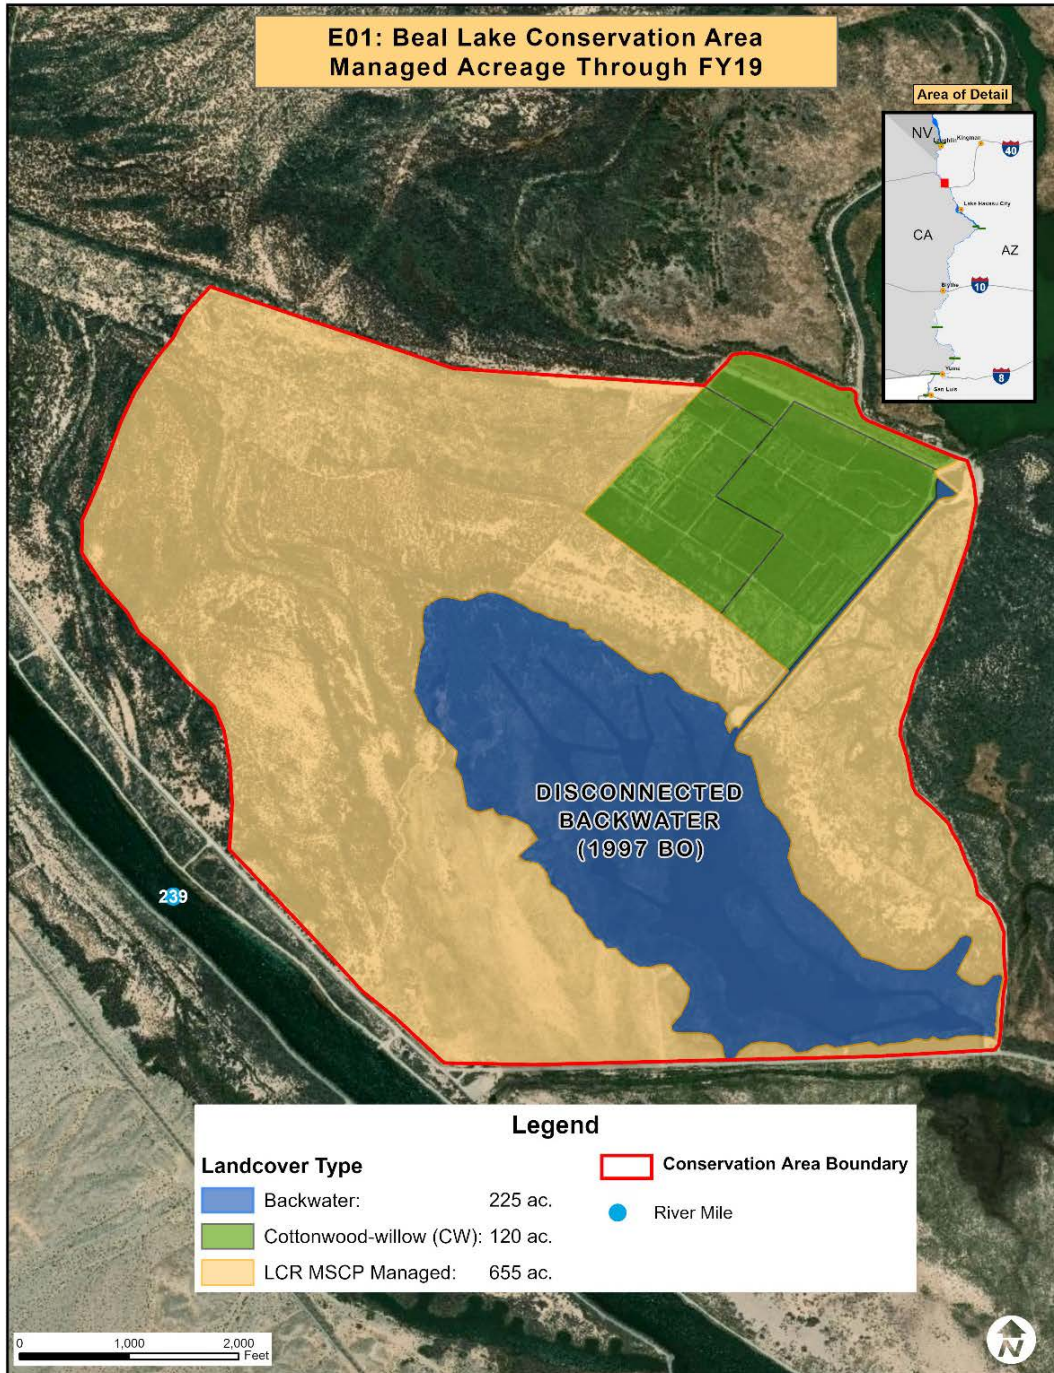 E01: Beal Lake Conservation Area
Managed Acreage Through FY19
Area of Detail
NV
Laughlin
Kingman
40
Lake Havasu City
CA
AZ
Blythe
10
Yuma
8
San Luis
DISCONNECTED
BACKWATER
(1997 BO)
239
Legend
Landcover Type
Backwater: 225 ac.
Cottonwood-willow (CW): 120 ac.
LCR MSCP Managed: 655 ac.
Conservation Area Boundary
River Mile
0 1,000 2,000
Feet
N